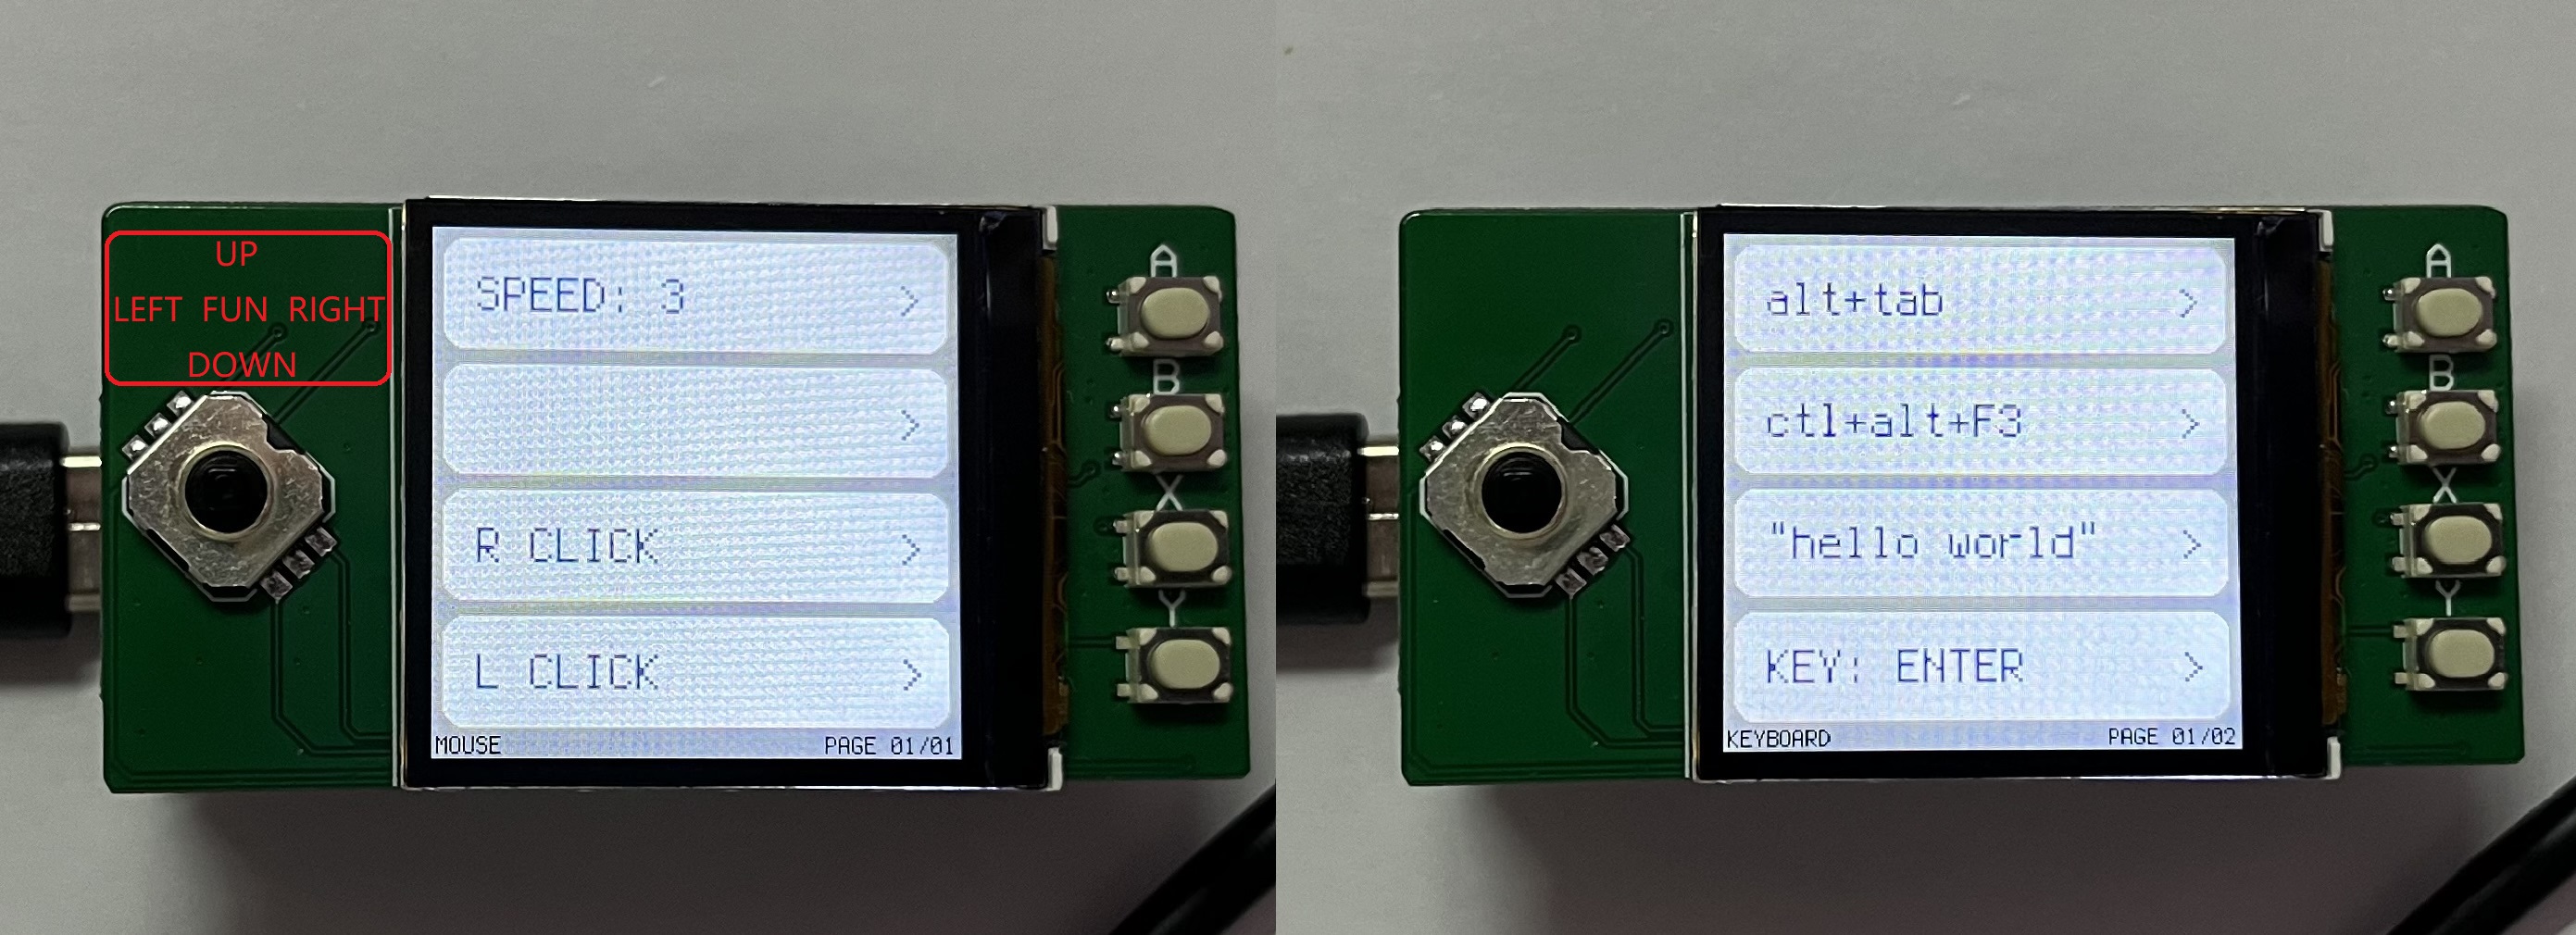 UP
LEFT FUN RIGHT
DOWN
SPEED: 3 >
>
R CLICK >
L CLICK >
MOUSE PAGE 01/01
A
B
X
Y
alt+tab >
ctl+alt+F3 >
"hello world" >
KEY: ENTER >
KEYBOARD PAGE 01/02
A
B
X
Y